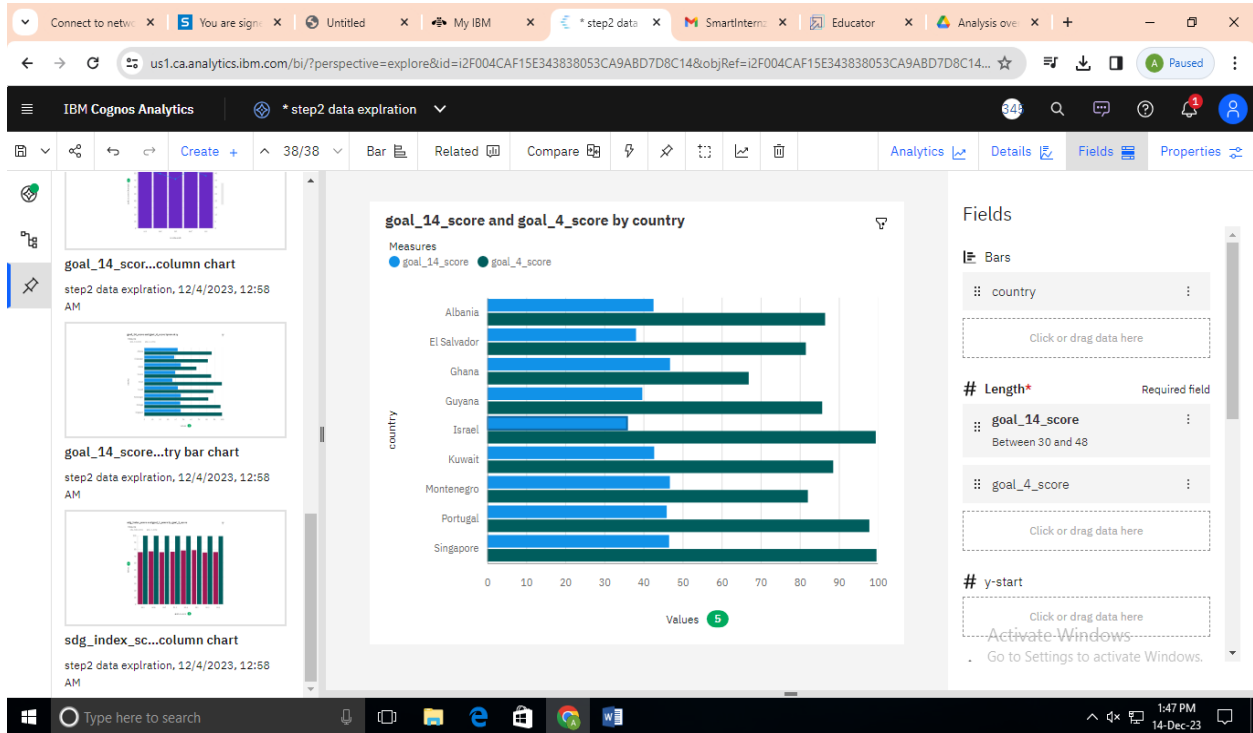 Connect to netwo
You are signe
Untitled
My IBM
* step2 data
SmartInternz
Educator
Analysis over
us1.ca.analytics.ibm.com/bi/?perspective=explore&id=i2F004CAF15E343838053CA9ABD7D8C14&objRef=i2F004CAF15E343838053CA9ABD7D8C14...
A Paused
IBM Cognos Analytics
* step2 data explration
345
1
Create +
38/38
Bar
Related
Compare
Analytics
Details
Fields
Properties
goal_14_scor...column chart
step2 data explration, 12/4/2023, 12:58
AM
goal_14_score...try bar chart
step2 data explration, 12/4/2023, 12:58
AM
sdg_index_sc...column chart
step2 data explration, 12/4/2023, 12:58
AM
goal_14_score and goal_4_score by country
Measures
goal_14_score goal_4_score
country
Albania
El Salvador
Ghana
Guyana
Israel
Kuwait
Montenegro
Portugal
Singapore
0 10 20 30 40 50 60 70 80 90 100
Values 5
Fields
Bars
country
Click or drag data here
# Length* Required field
goal_14_score
Between 30 and 48
goal_4_score
Click or drag data here
# y-start
Click or drag data here
Activate Windows
Go to Settings to activate Windows.
Type here to search
1:47 PM
14-Dec-23